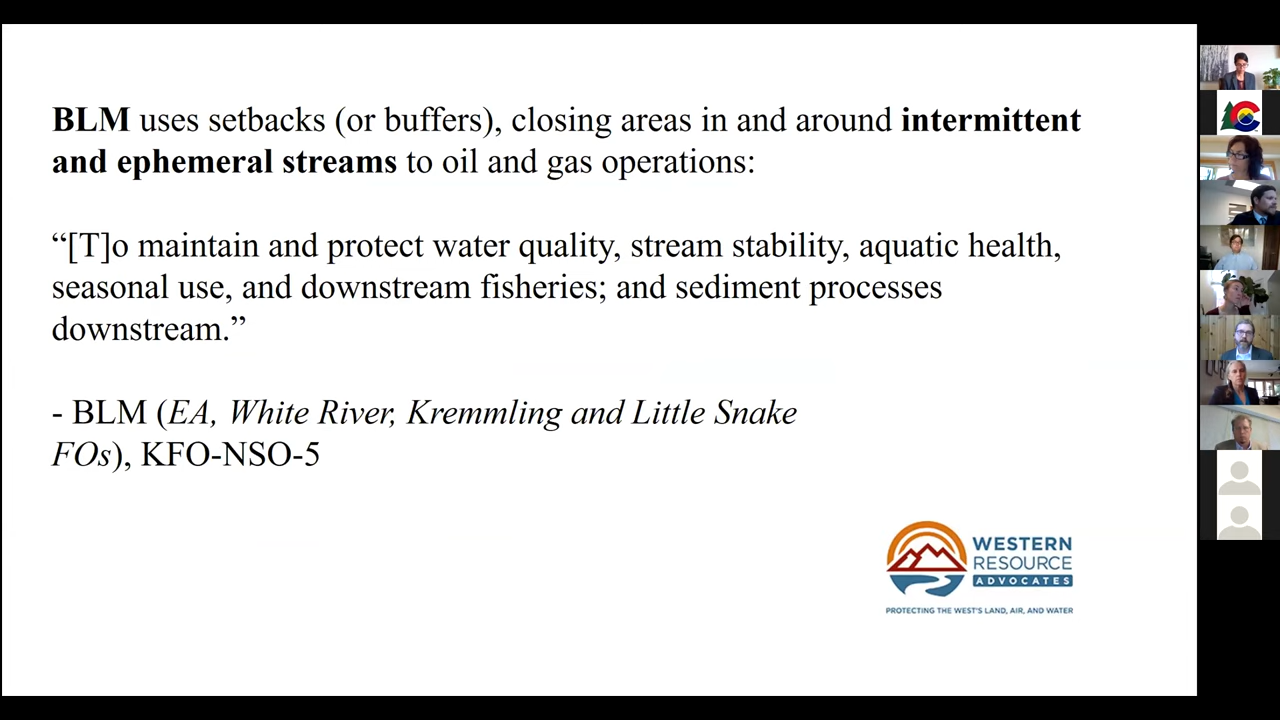 BLM uses setbacks (or buffers), closing areas in and around intermittent
and ephemeral streams to oil and gas operations:
“[T]o maintain and protect water quality, stream stability, aquatic health,
seasonal use, and downstream fisheries; and sediment processes
downstream.”
- BLM (EA, White River, Kremmling and Little Snake
FOs), KFO-NSO-5
WESTERN
RESOURCE
ADVOCATES
PROTECTING THE WEST'S LAND, AIR, AND WATER